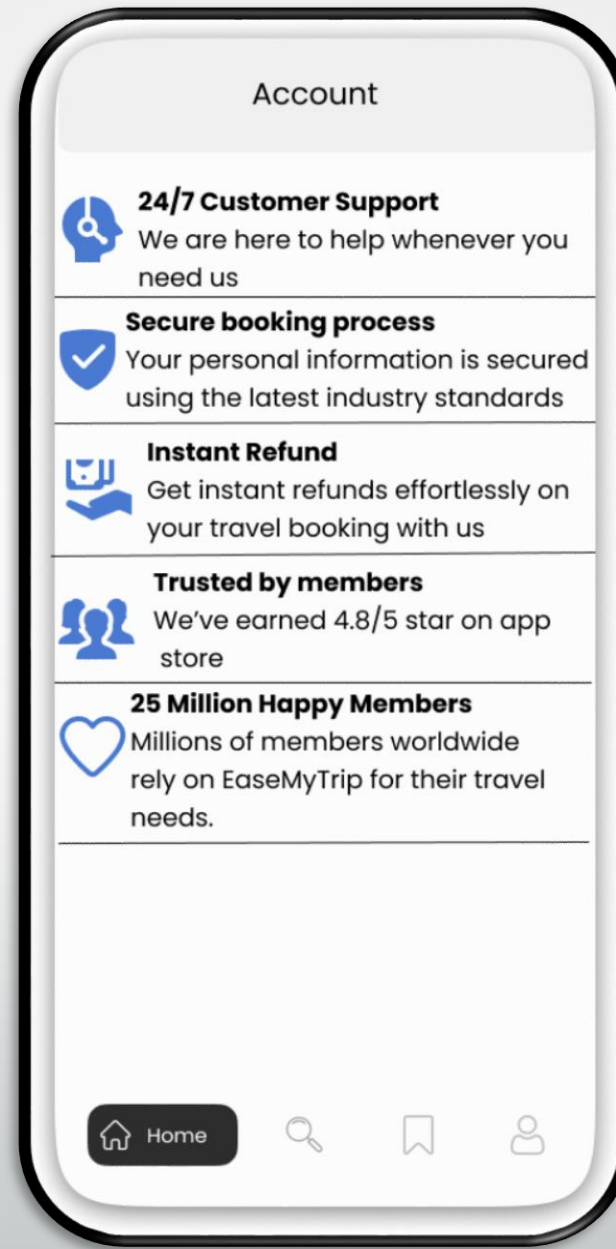 Account
24/7 Customer Support
We are here to help whenever you
need us
Secure booking process
Your personal information is secured
using the latest industry standards
Instant Refund
Get instant refunds effortlessly on
your travel booking with us
Trusted by members
We've earned 4.8/5 star on app
store
25 Million Happy Members
Millions of members worldwide
rely on EaseMyTrip for their travel
needs.
Home